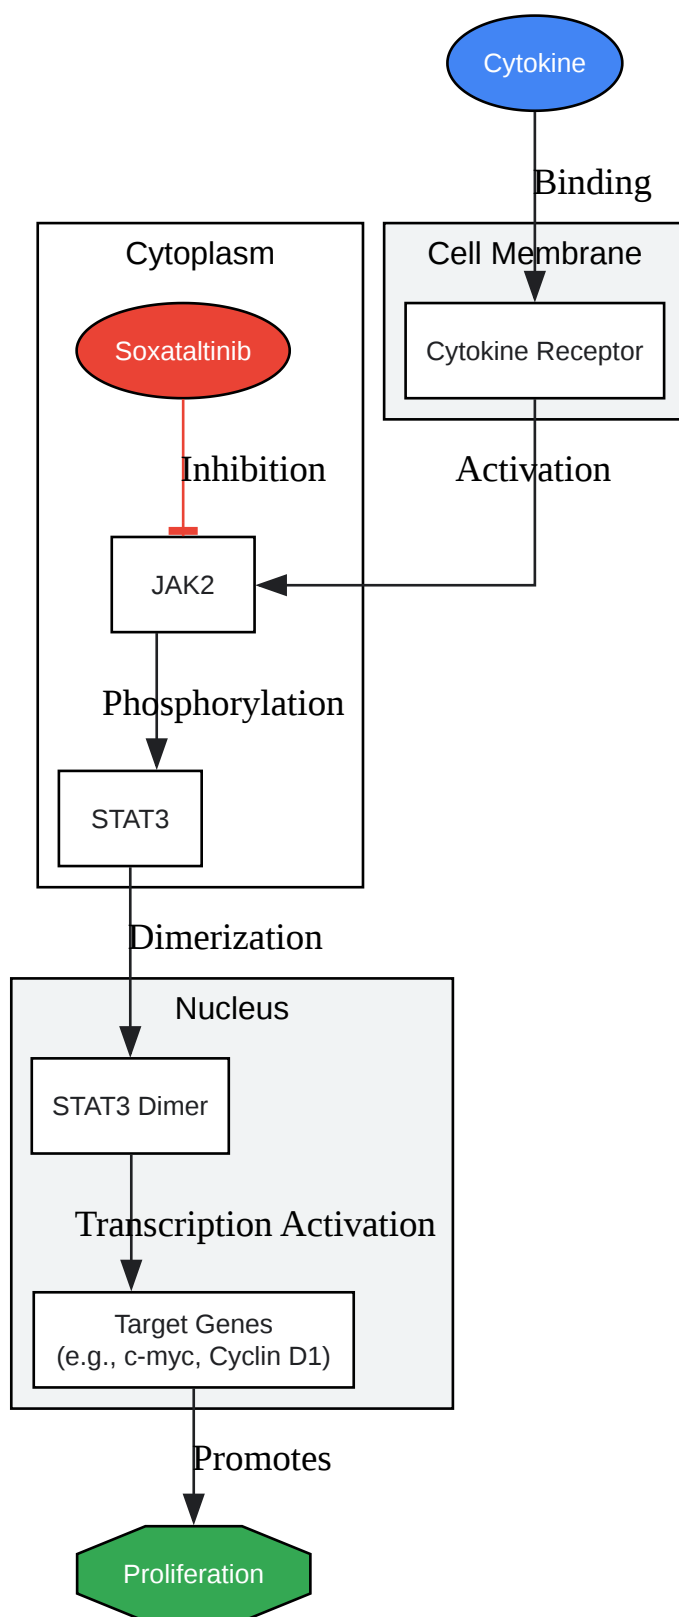 Cytokine
Binding
Cytoplasm
Cell Membrane
Soxataltinib
Cytokine Receptor
Inhibition
Activation
JAK2
Phosphorylation
STAT3
Dimerization
Nucleus
STAT3 Dimer
Transcription Activation
Target Genes
(e.g., c-myc, Cyclin D1)
Promotes
Proliferation